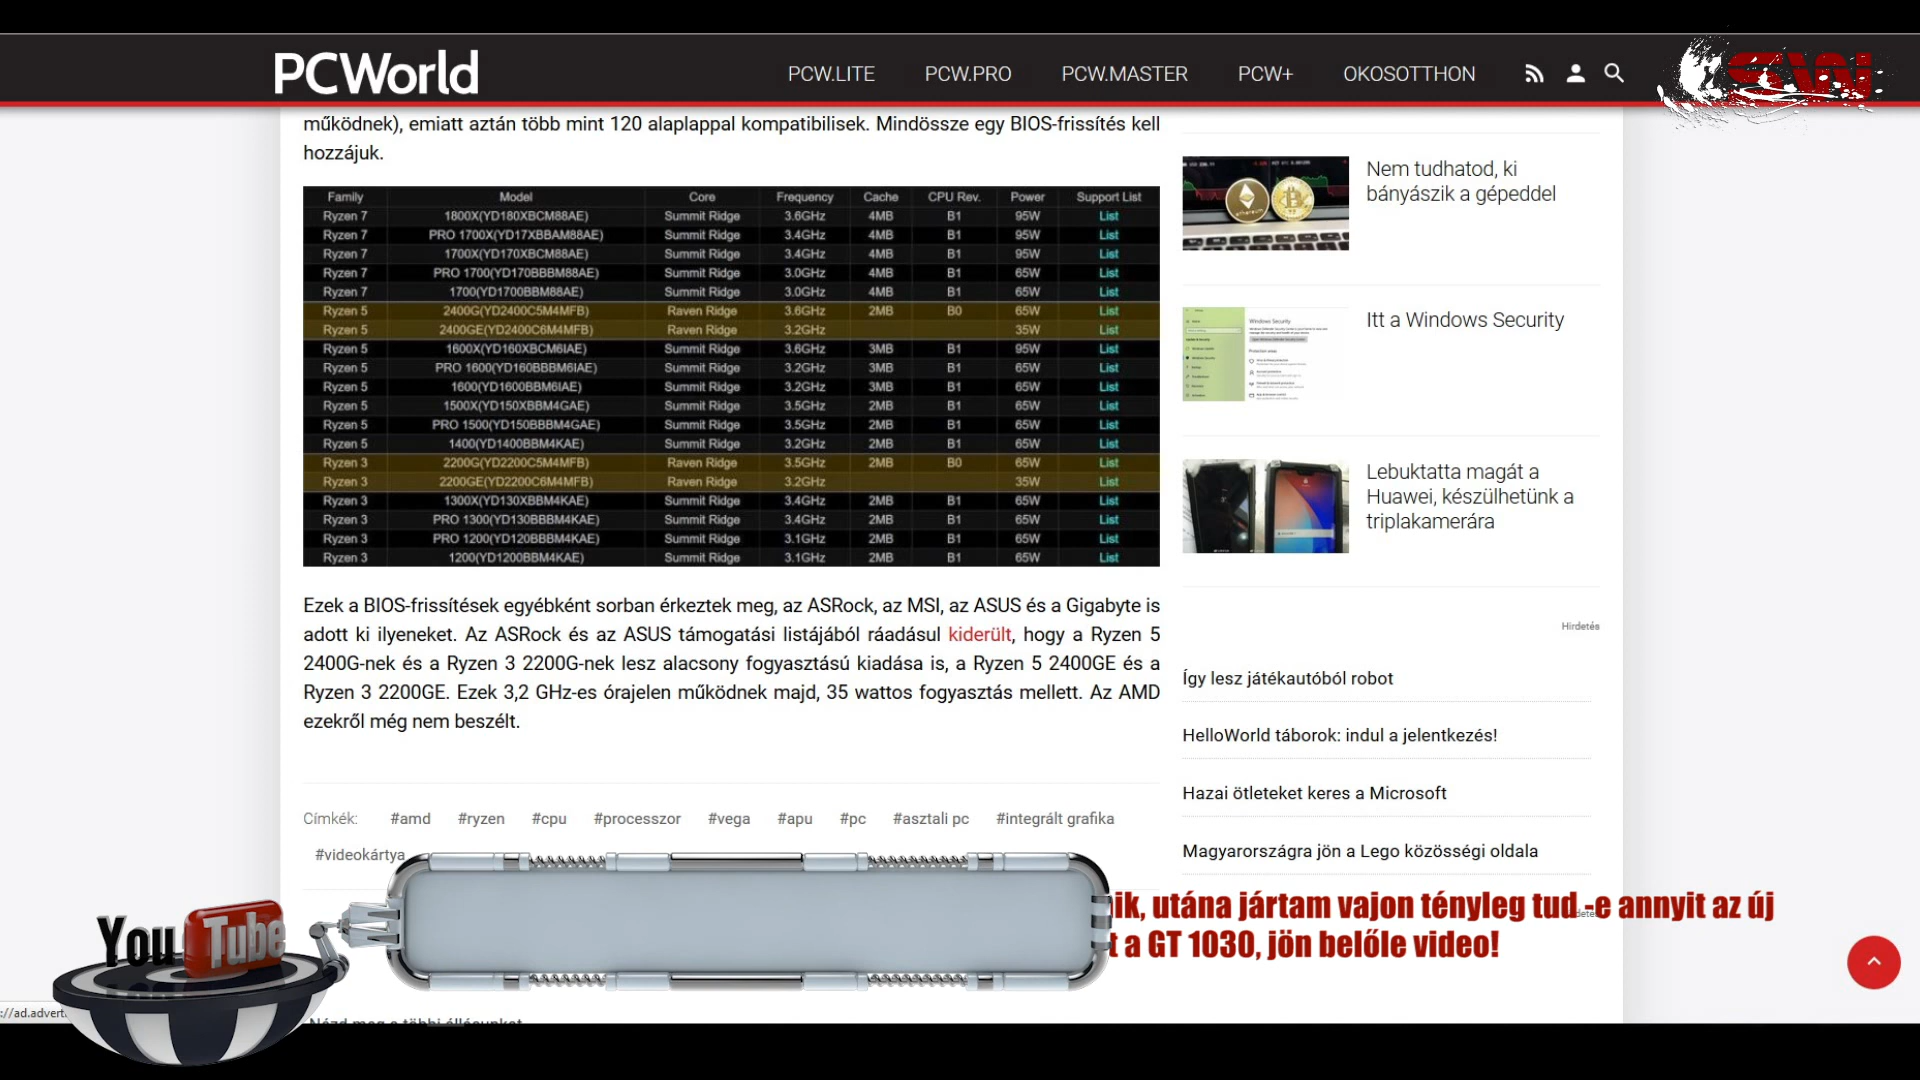 PCWorld
PCW.LITE PCW.PRO PCW.MASTER PCW+ OKOSOTTHON
SW
működnek), emiatt aztán több mint 120 alaplappal kompatibilisek. Mindössze egy BIOS-frissítés kell
hozzájuk.
Family Model Core Frequency Cache CPU Rev. Power Support List
Ryzen 7 1800X(YD180XBCM88AE) Summit Ridge 3.6GHz 4MB B1 95W List
Ryzen 7 PRO 1700X(YD17XBBAM88AE) Summit Ridge 3.4GHz 4MB B1 95W List
Ryzen 7 1700X(YD170XBCM88AE) Summit Ridge 3.4GHz 4MB B1 95W List
Ryzen 7 PRO 1700(YD170BBBM88AE) Summit Ridge 3.0GHz 4MB B1 65W List
Ryzen 7 1700(YD1700BBM88AE) Summit Ridge 3.0GHz 4MB B1 65W List
Ryzen 5 2400G(YD2400C5M4MFB) Raven Ridge 3.6GHz 2MB B0 65W List
Ryzen 5 2400GE(YD2400C6M4MFB) Raven Ridge 3.2GHz 35W List
Ryzen 5 1600X(YD160XBCM6IAE) Summit Ridge 3.6GHz 3MB B1 95W List
Ryzen 5 PRO 1600(YD160BBBM6IAE) Summit Ridge 3.2GHz 3MB B1 65W List
Ryzen 5 1600(YD1600BBM6IAE) Summit Ridge 3.2GHz 3MB B1 65W List
Ryzen 5 1500X(YD150XBBM4GAE) Summit Ridge 3.5GHz 2MB B1 65W List
Ryzen 5 PRO 1500(YD150BBBM4GAE) Summit Ridge 3.5GHz 2MB B1 65W List
Ryzen 5 1400(YD1400BBM4KAE) Summit Ridge 3.2GHz 2MB B1 65W List
Ryzen 3 2200G(YD2200C5M4MFB) Raven Ridge 3.5GHz 2MB B0 65W List
Ryzen 3 2200GE(YD2200C6M4MFB) Raven Ridge 3.2GHz 35W List
Ryzen 3 1300X(YD130XBBM4KAE) Summit Ridge 3.4GHz 2MB B1 65W List
Ryzen 3 PRO 1300(YD130BBBM4KAE) Summit Ridge 3.4GHz 2MB B1 65W List
Ryzen 3 PRO 1200(YD120BBBM4KAE) Summit Ridge 3.1GHz 2MB B1 65W List
Ryzen 3 1200(YD1200BBM4KAE) Summit Ridge 3.1GHz 2MB B1 65W List
Ezek a BIOS-frissítések egyébként sorban érkeztek meg, az ASRock, az MSI, az ASUS és a Gigabyte is
adott ki ilyeneket. Az ASRock és az ASUS támogatási listájából ráadásul kiderült, hogy a Ryzen 5
2400G-nek és a Ryzen 3 2200G-nek lesz alacsony fogyasztású kiadása is, a Ryzen 5 2400GE és a
Ryzen 3 2200GE. Ezek 3,2 GHz-es órajelen működnek majd, 35 wattos fogyasztás mellett. Az AMD
ezekről még nem beszélt.
Címkék: #amd #ryzen #cpu #processzor #vega #apu #pc #asztali pc #integrált grafika
#videokártya
Nem tudhatod, ki
bányászik a gépeddel
Windows Security
Itt a Windows Security
Lebuktatta magát a
Huawei, készülhetünk a
triplakamerára
Hirdetés
Így lesz játékautóból robot
HelloWorld táborok: indul a jelentkezés!
Hazai ötleteket keres a Microsoft
Magyarországra jön a Lego közösségi oldala
ik, utána jártam vajon tényleg tud -e annyit az új
t a GT 1030, jön belőle video!
YouTube
://ad.advert